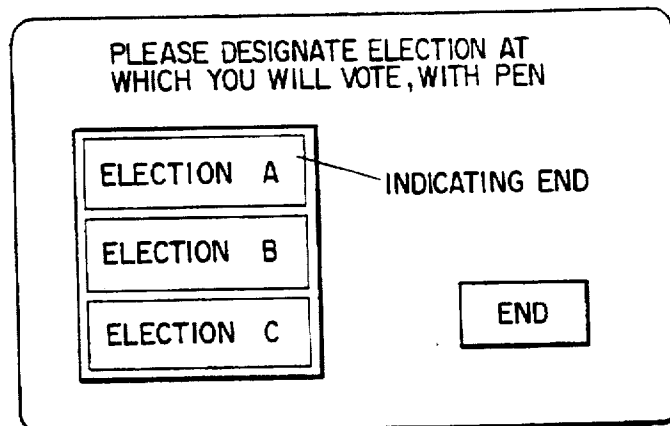 PLEASE DESIGNATE ELECTION AT
WHICH YOU WILL VOTE, WITH PEN
ELECTION A
INDICATING END
ELECTION B
ELECTION C
END